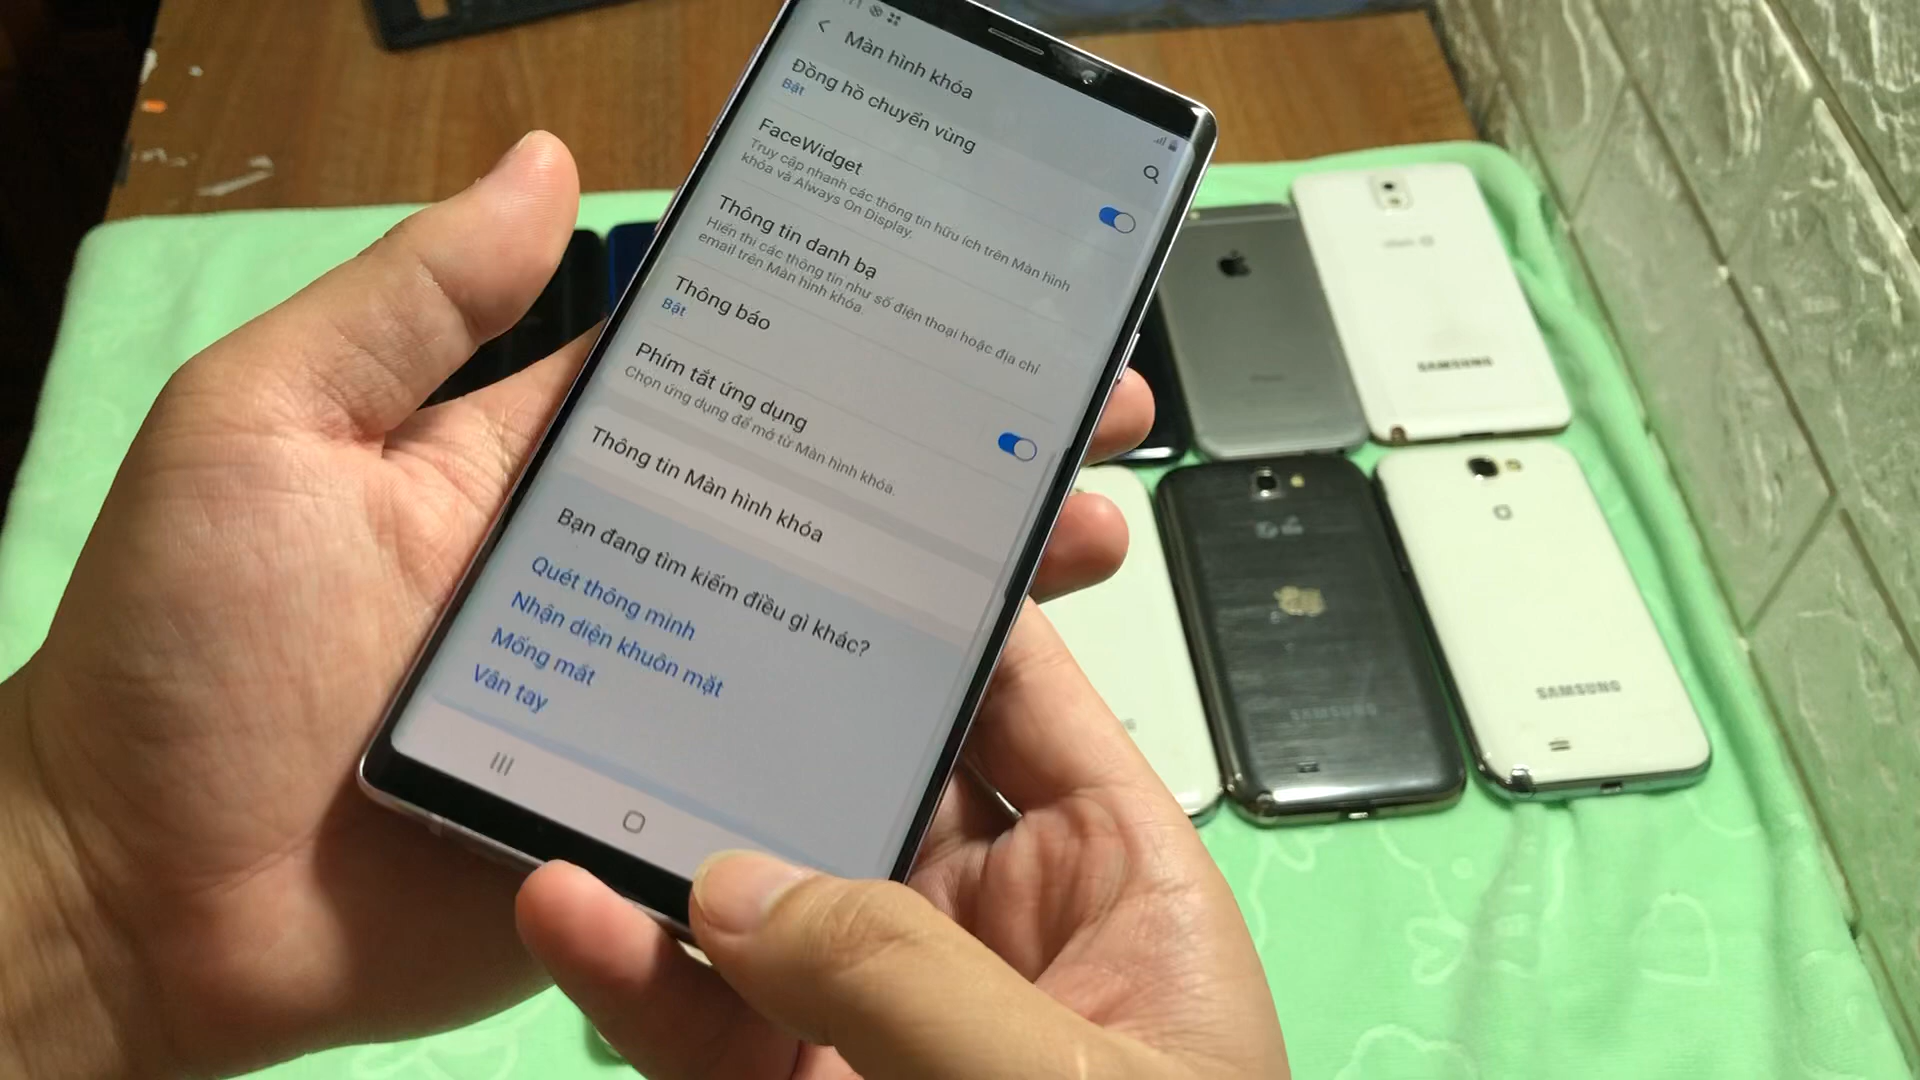 Màn hình khóa
Đồng hồ chuyển vùng
Bật
FaceWidget
Truy cập nhanh các thông tin hữu ích trên Màn hình
khóa và Always On Display.
Thông tin danh bạ
Hiển thị các thông tin như số điện thoại hoặc địa chỉ
email trên Màn hình khóa.
Thông báo
Bật
Phím tắt ứng dụng
Chọn ứng dụng để mở từ Màn hình khóa.
Thông tin Màn hình khóa
Bạn đang tìm kiếm điều gì khác?
Quét thông minh
Nhận diện khuôn mặt
Mống mắt
Vân tay
SAMSUNG
SAMSUNG
SAMSUNG